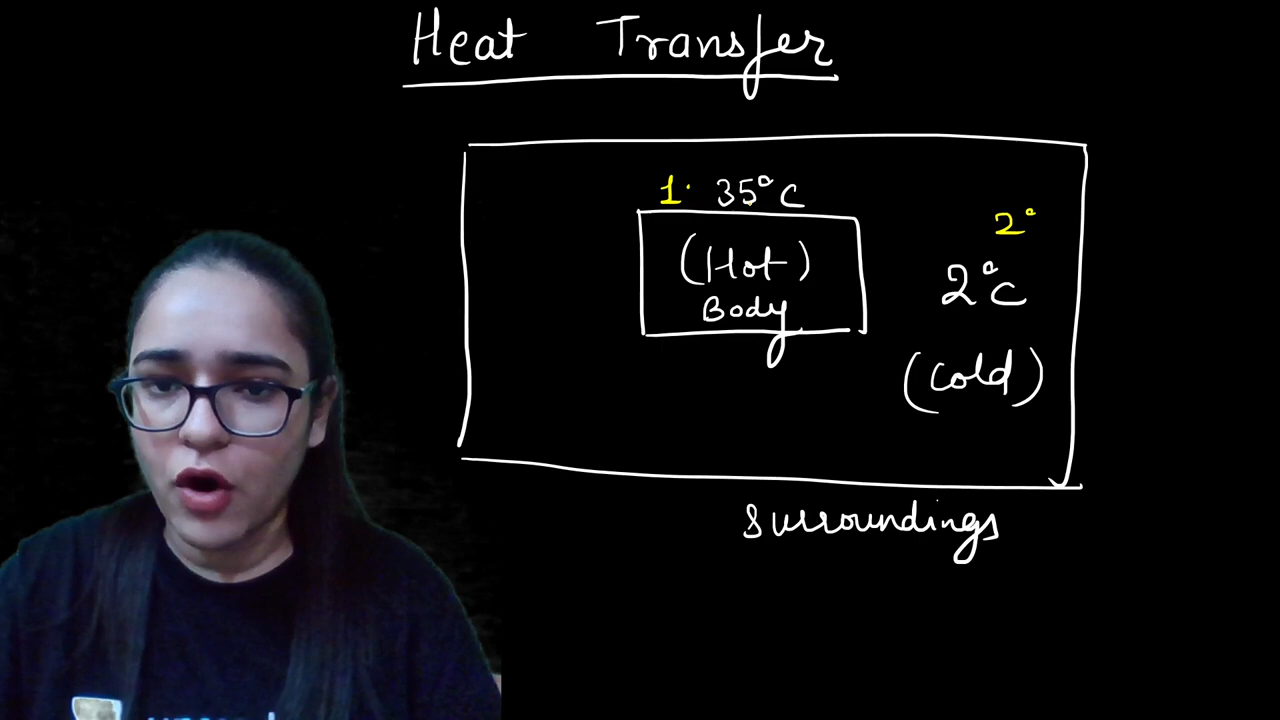 Heat Transfer
1. 35°C
2°
(Hot)
Body
2°C
(Cold)
Surroundings